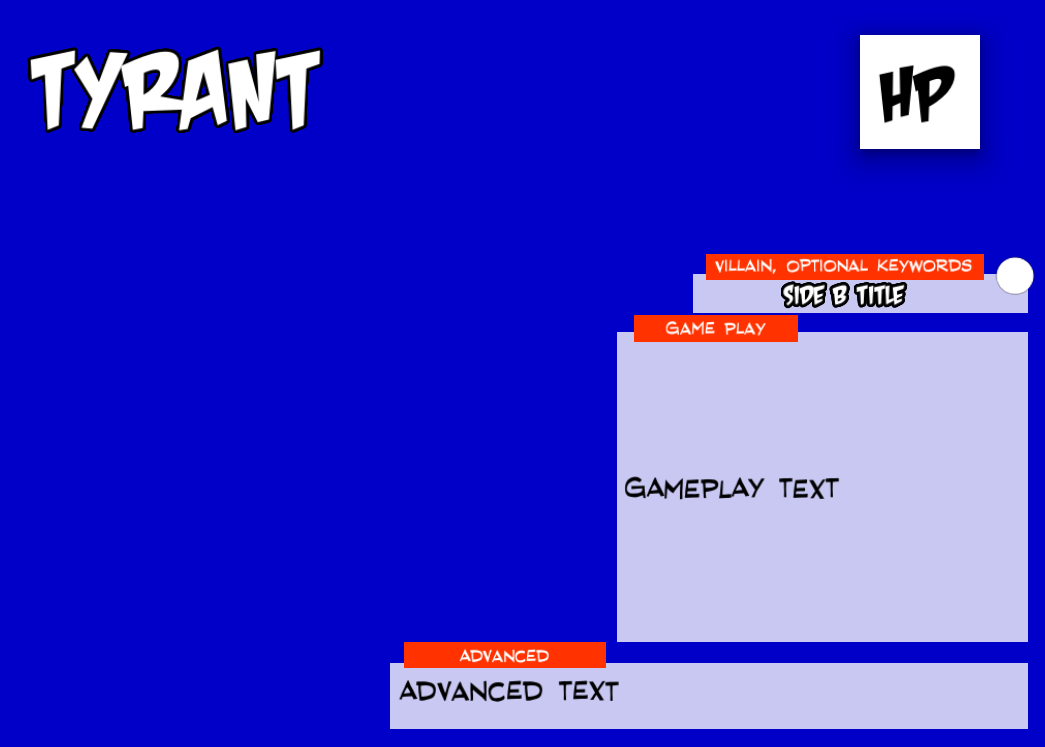 TYRANT
HP
VILLAIN, OPTIONAL KEYWORDS
SIDE B TITLE
GAME PLAY
GAMEPLAY TEXT
ADVANCED
ADVANCED TEXT